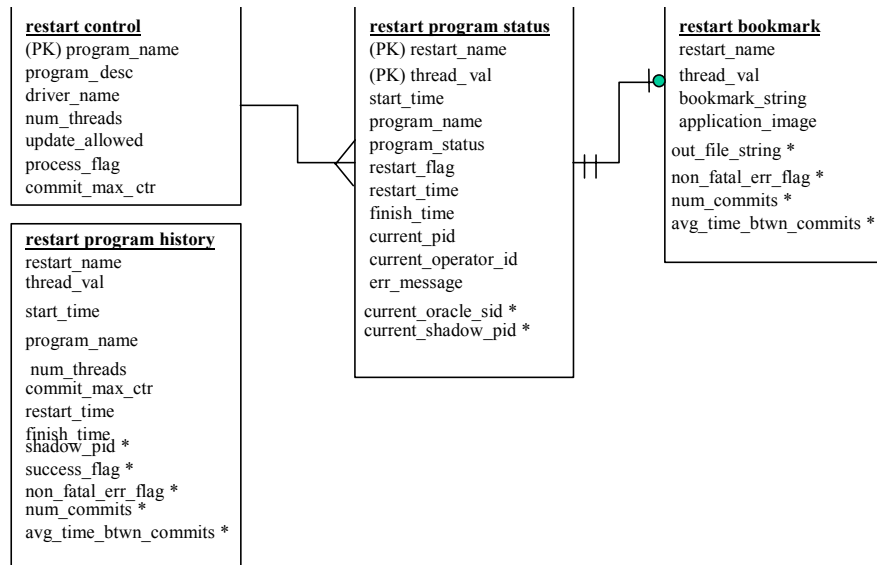 restart control
(PK) program_name
program_desc
driver_name
num_threads
update_allowed
process_flag
commit_max_ctr
restart program history
restart_name
thread_val
start_time
program_name
num_threads
commit_max_ctr
restart_time
finish_time
shadow_pid *
success_flag *
non_fatal_err_flag *
num_commits *
avg_time_btwn_commits *
restart program status
(PK) restart_name
(PK) thread_val
start_time
program_name
program_status
restart_flag
restart_time
finish_time
current_pid
current_operator_id
err_message
current_oracle_sid *
current_shadow_pid *
restart bookmark
restart_name
thread_val
bookmark_string
application_image
out_file_string *
non_fatal_err_flag *
num_commits *
avg_time_btwn_commits *